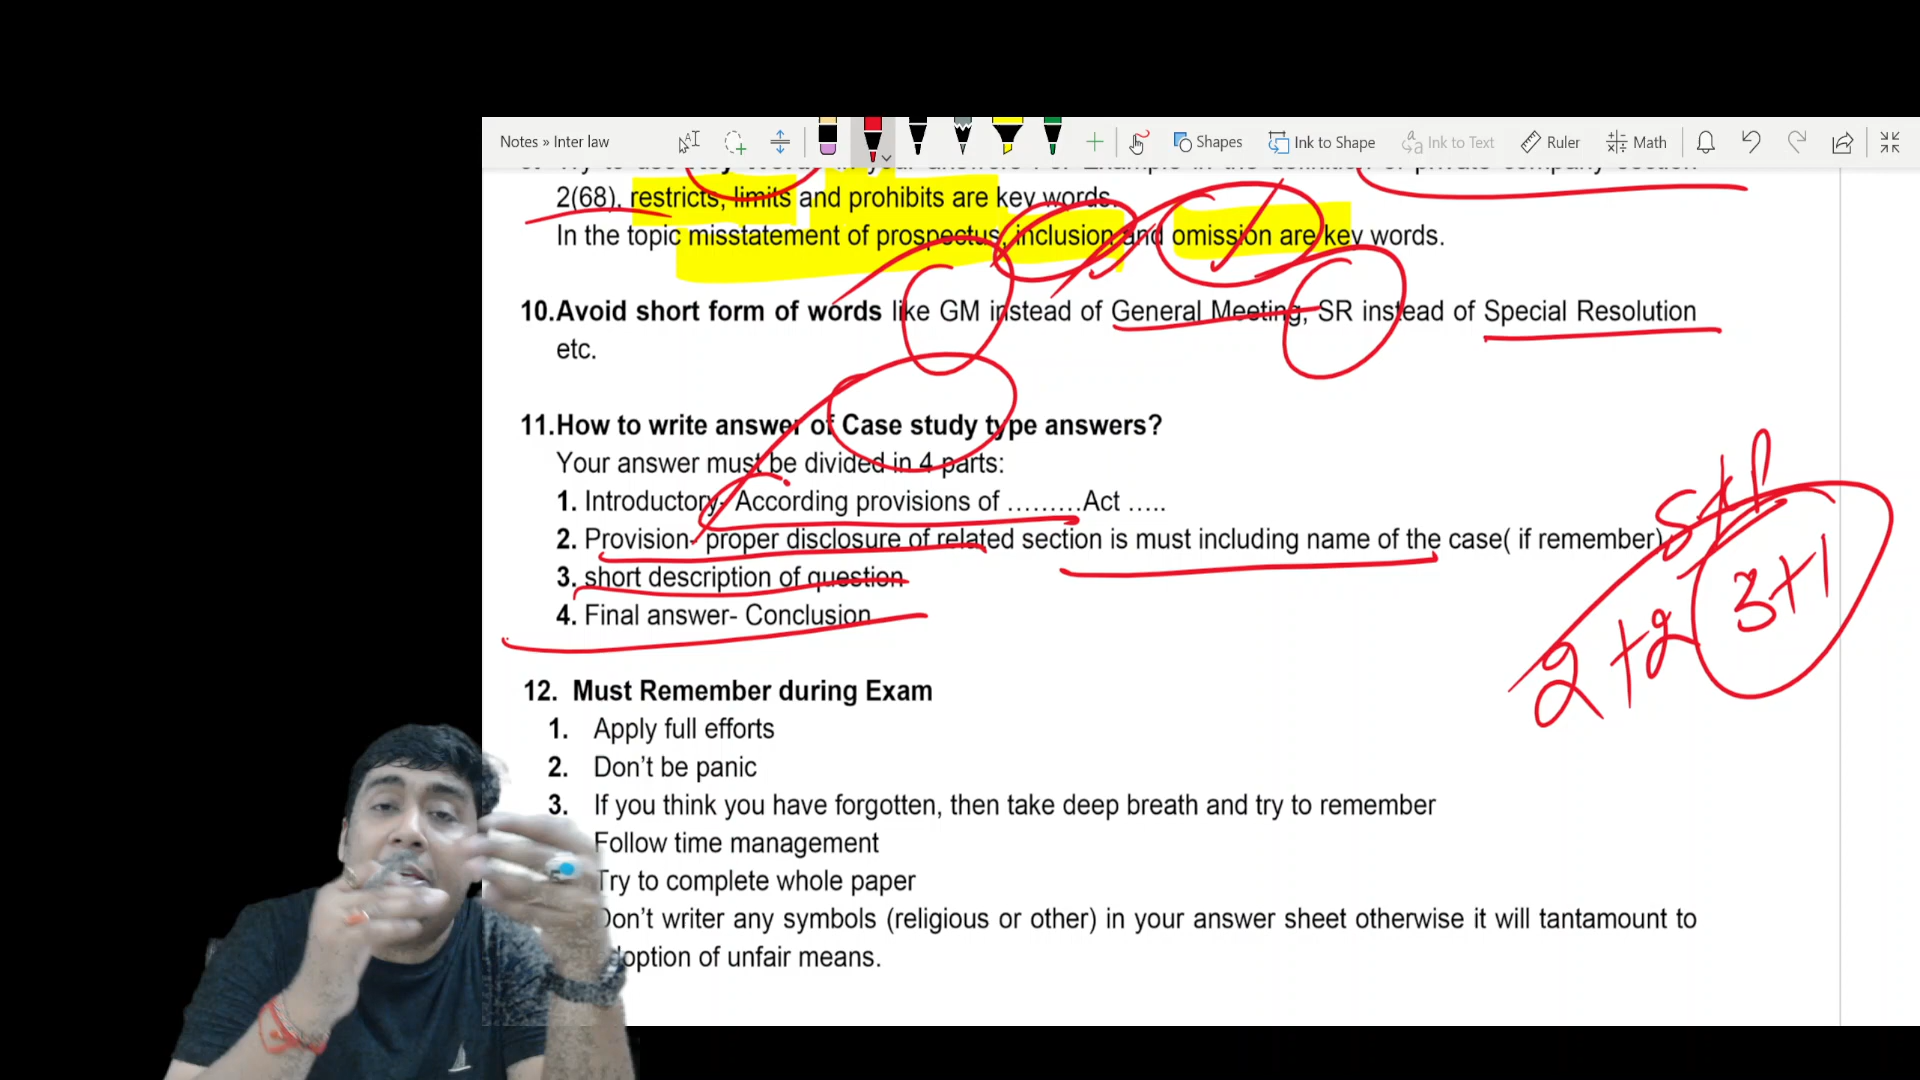 Notes » Inter law
Shapes
Ink to Shape
Ink to Text
Ruler
Math
2(68). restricts, limits and prohibits are key words.
In the topic misstatement of prospectus, inclusion and omission are key words.
10.Avoid short form of words like GM instead of General Meeting, SR instead of Special Resolution
etc.
11.How to write answer of Case study type answers?
Your answer must be divided in 4 parts:
1. Introductory- According provisions of ………Act …..
2. Provision- proper disclosure of related section is must including name of the case( if remember)
3. short description of question
4. Final answer- Conclusion
3+1
2+2
12. Must Remember during Exam
1. Apply full efforts
2. Don't be panic
3. If you think you have forgotten, then take deep breath and try to remember
Follow time management
Try to complete whole paper
Don't writer any symbols (religious or other) in your answer sheet otherwise it will tantamount to
doption of unfair means.